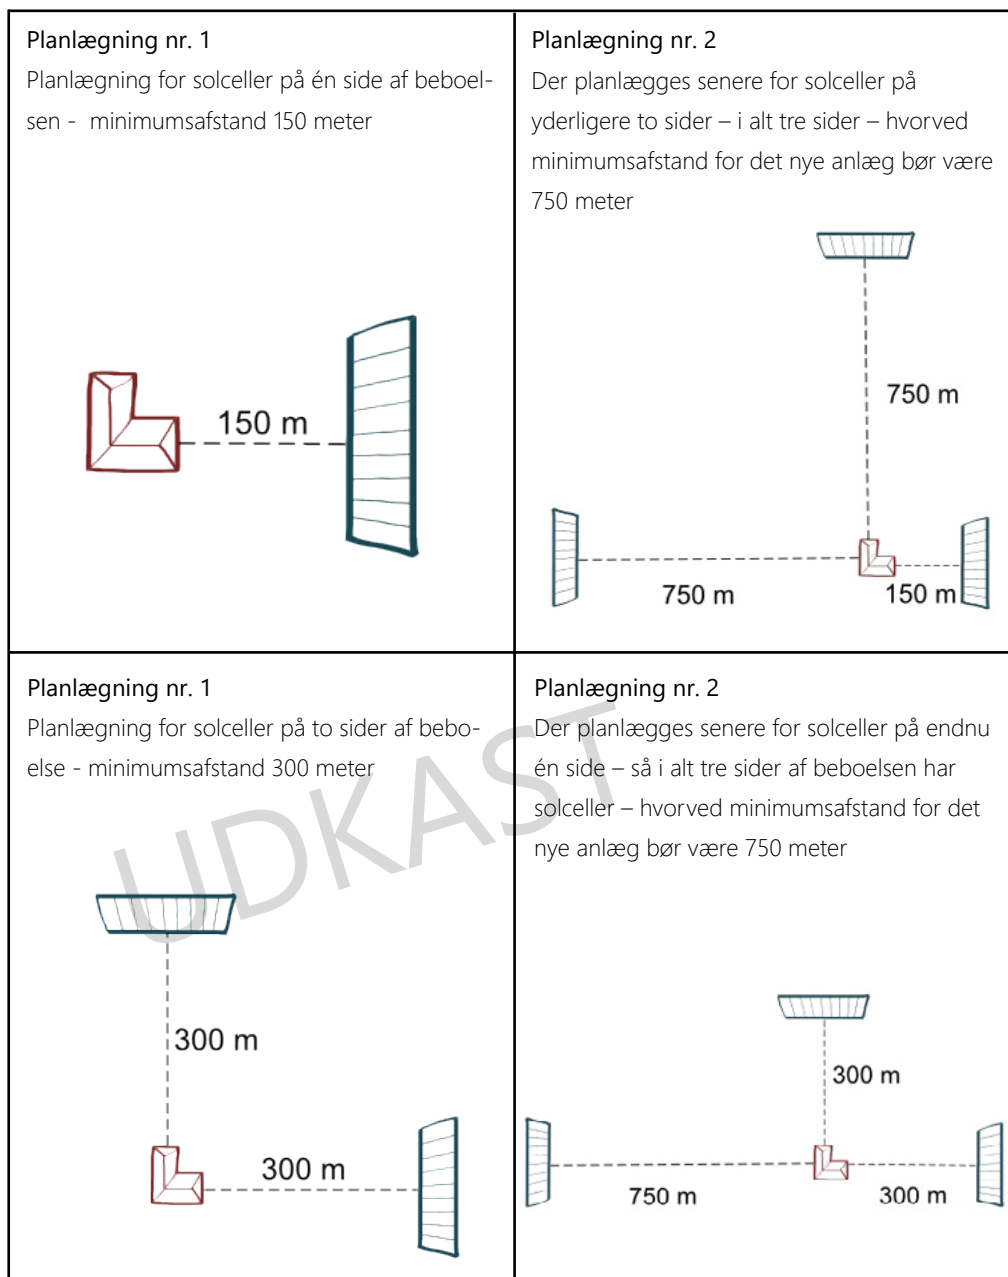 Planlægning nr. 1
Planlægning for solceller på én side af beboel-
sen - minimumsafstand 150 meter
150 m
Planlægning nr. 2
Der planlægges senere for solceller på
yderligere to sider – i alt tre sider – hvorved
minimumsafstand for det nye anlæg bør være
750 meter
750 m
750 m
150 m
Planlægning nr. 1
Planlægning for solceller på to sider af bebo-
else - minimumsafstand 300 meter
300 m
300 m
Planlægning nr. 2
Der planlægges senere for solceller på endnu
én side – så i alt tre sider af beboelsen har
solceller – hvorved minimumsafstand for det
nye anlæg bør være 750 meter
300 m
750 m
300 m
UDKAST